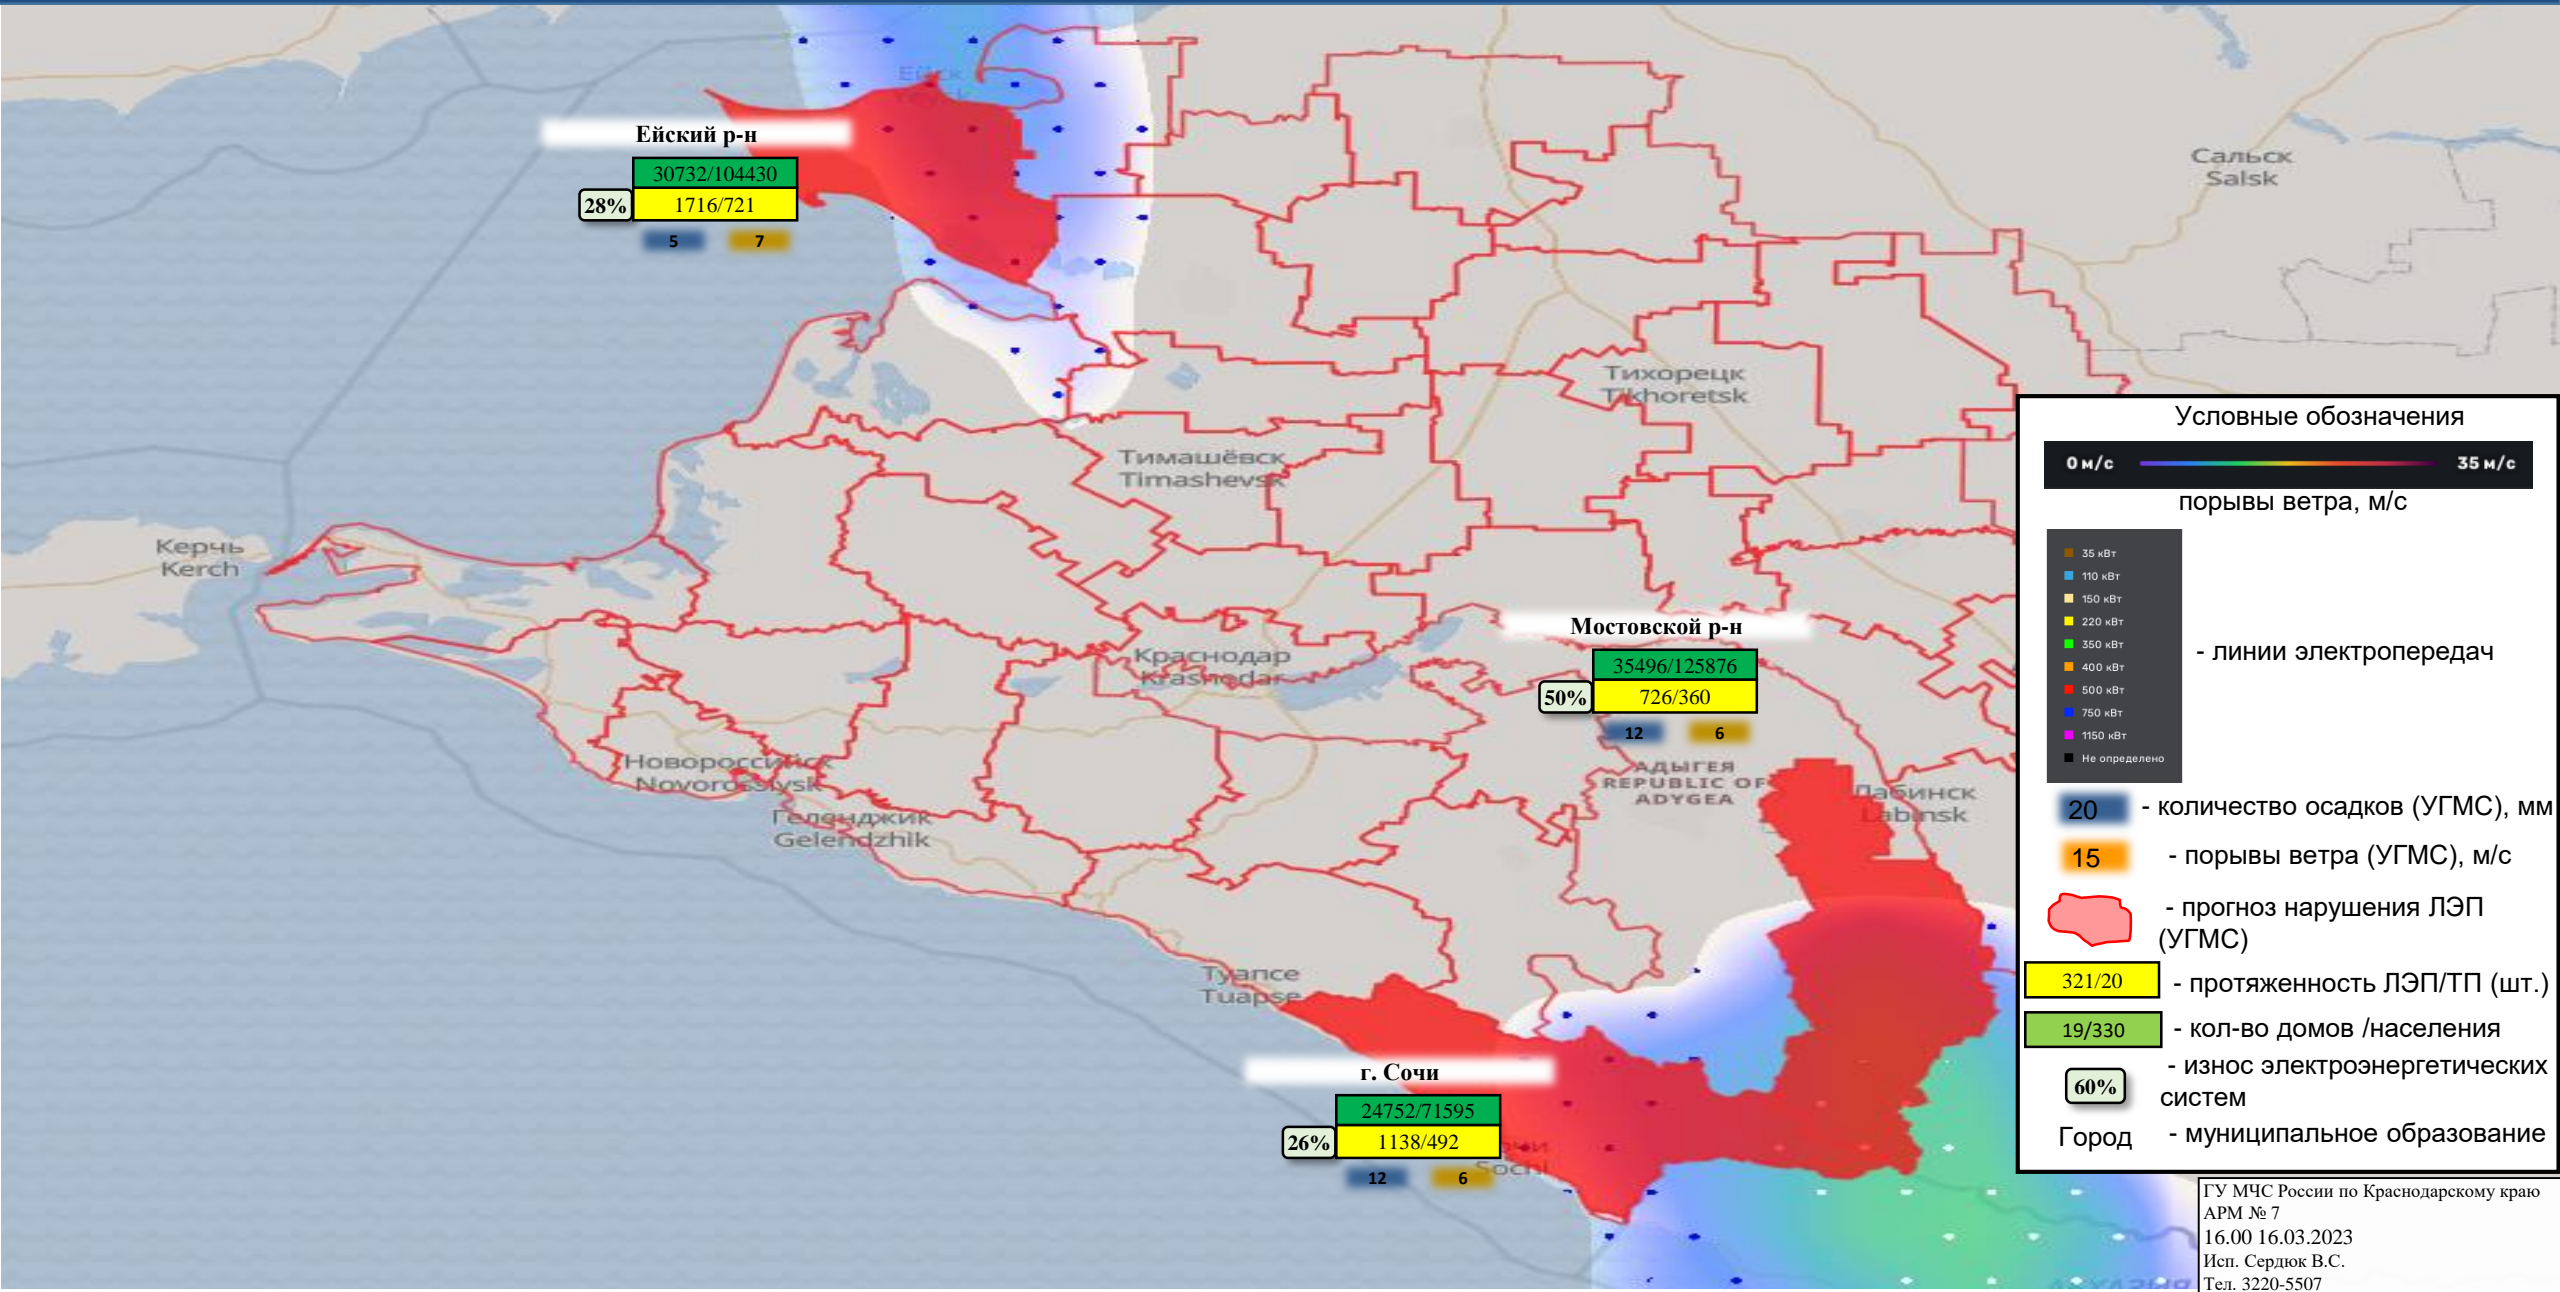 Ейск
Yeysk
Ейский р-н
30732/104430
28%
1716/721
5
7
Сальск
Salsk
Тихорецк
Tikhoretsk
Тимашёвск
Timashevsk
Керчь
Kerch
Краснодар
Krasnodar
Мостовской р-н
35496/125876
50%
726/360
12
6
АДЫГЕЯ
REPUBLIC OF
ADYGEA
Лабинск
Labinsk
Новороссийск
Novorossiysk
Геленджик
Gelendzhik
Туапсе
Tuapse
г. Сочи
24752/71595
26%
1138/492
12
6
Sochi
Условные обозначения
0 м/с
35 м/с
порывы ветра, м/с
35 кВт
110 кВт
150 кВт
220 кВт
350 кВт
400 кВт
500 кВт
750 кВт
1150 кВт
Не определено
- линии электропередач
20 - количество осадков (УГМС), мм
15 - порывы ветра (УГМС), м/с
- прогноз нарушения ЛЭП
(УГМС)
321/20 - протяженность ЛЭП/ТП (шт.)
19/330 - кол-во домов /населения
60% - износ электроэнергетических
систем
Город - муниципальное образование
ГУ МЧС России по Краснодарскому краю
АРМ № 7
16.00 16.03.2023
Исп. Сердюк В.С.
Тел. 3220-5507